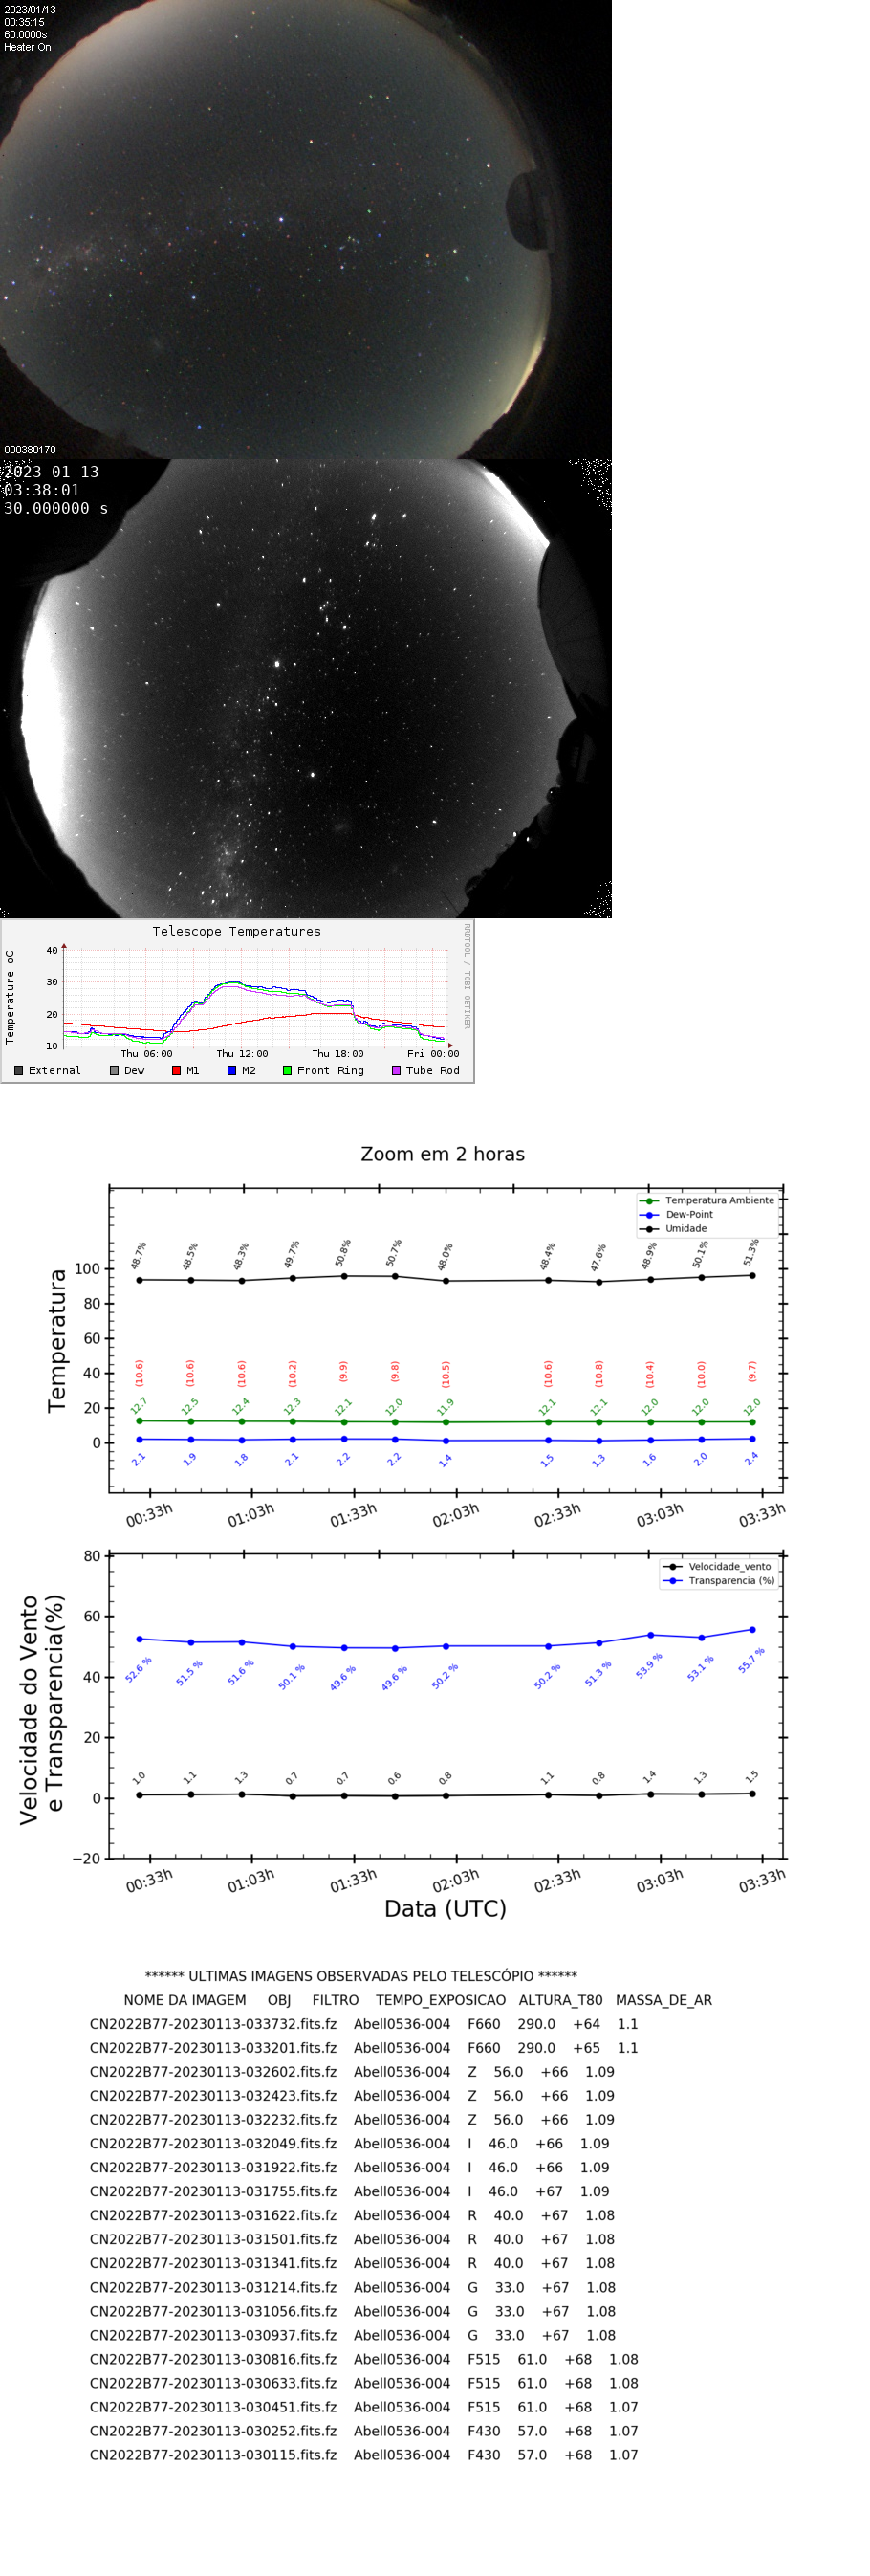 2023/01/13
00:35:15
60.0000s
Heater On
000380170
2023-01-13
03:38:01
30.000000 s
Telescope Temperatures
RRDTOOL / TOBI OETIKER
Temperature oC
40
30
20
10
Thu 06:00 Thu 12:00 Thu 18:00 Fri 00:00
External Dew M1 M2 Front Ring Tube Rod
Zoom em 2 horas
Temperatura Ambiente
Dew-Point
Umidade
Temperatura
100
80
60
40
20
0
48.7% 48.5% 48.3% 49.7% 50.8% 50.7% 48.0% 48.4% 47.6% 48.9% 50.1% 51.3%
(10.6) (10.6) (10.6) (10.2) (9.9) (9.8) (10.5) (10.6) (10.8) (10.4) (10.0) (9.7)
12.7 12.5 12.4 12.3 12.1 12.0 11.9 12.1 12.1 12.0 12.0 12.0
2.1 1.9 1.8 2.1 2.2 2.2 1.4 1.5 1.3 1.6 2.0 2.4
00:33h 01:03h 01:33h 02:03h 02:33h 03:03h 03:33h
Velocidade_vento
Transparencia (%)
Velocidade do Vento
e Transparencia(%)
80
60
40
20
0
−20
52.6 % 51.5 % 51.6 % 50.1 % 49.6 % 49.6 % 50.2 % 50.2 % 51.3 % 53.9 % 53.1 % 55.7 %
1.0 1.1 1.3 0.7 0.7 0.6 0.8 1.1 0.8 1.4 1.3 1.5
00:33h 01:03h 01:33h 02:03h 02:33h 03:03h 03:33h
Data (UTC)
****** ULTIMAS IMAGENS OBSERVADAS PELO TELESCÓPIO ******
NOME DA IMAGEM OBJ FILTRO TEMPO_EXPOSICAO ALTURA_T80 MASSA_DE_AR
CN2022B77-20230113-033732.fits.fz Abell0536-004 F660 290.0 +64 1.1
CN2022B77-20230113-033201.fits.fz Abell0536-004 F660 290.0 +65 1.1
CN2022B77-20230113-032602.fits.fz Abell0536-004 Z 56.0 +66 1.09
CN2022B77-20230113-032423.fits.fz Abell0536-004 Z 56.0 +66 1.09
CN2022B77-20230113-032232.fits.fz Abell0536-004 Z 56.0 +66 1.09
CN2022B77-20230113-032049.fits.fz Abell0536-004 I 46.0 +66 1.09
CN2022B77-20230113-031922.fits.fz Abell0536-004 I 46.0 +66 1.09
CN2022B77-20230113-031755.fits.fz Abell0536-004 I 46.0 +67 1.09
CN2022B77-20230113-031622.fits.fz Abell0536-004 R 40.0 +67 1.08
CN2022B77-20230113-031501.fits.fz Abell0536-004 R 40.0 +67 1.08
CN2022B77-20230113-031341.fits.fz Abell0536-004 R 40.0 +67 1.08
CN2022B77-20230113-031214.fits.fz Abell0536-004 G 33.0 +67 1.08
CN2022B77-20230113-031056.fits.fz Abell0536-004 G 33.0 +67 1.08
CN2022B77-20230113-030937.fits.fz Abell0536-004 G 33.0 +67 1.08
CN2022B77-20230113-030816.fits.fz Abell0536-004 F515 61.0 +68 1.08
CN2022B77-20230113-030633.fits.fz Abell0536-004 F515 61.0 +68 1.08
CN2022B77-20230113-030451.fits.fz Abell0536-004 F515 61.0 +68 1.07
CN2022B77-20230113-030252.fits.fz Abell0536-004 F430 57.0 +68 1.07
CN2022B77-20230113-030115.fits.fz Abell0536-004 F430 57.0 +68 1.07